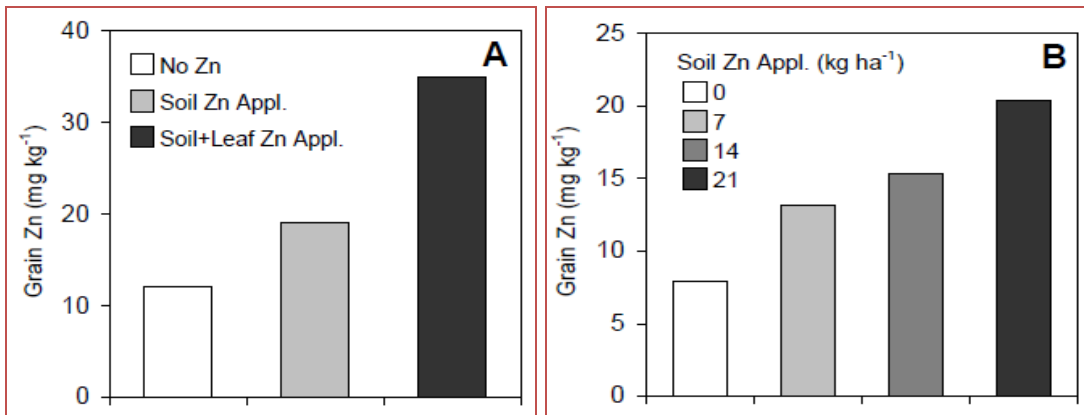 A
Grain Zn (mg kg⁻¹)
40
30
20
10
0
No Zn
Soil Zn Appl.
Soil+Leaf Zn Appl.
B
Grain Zn (mg kg⁻¹)
25
20
15
10
5
0
Soil Zn Appl. (kg ha⁻¹)
0
7
14
21